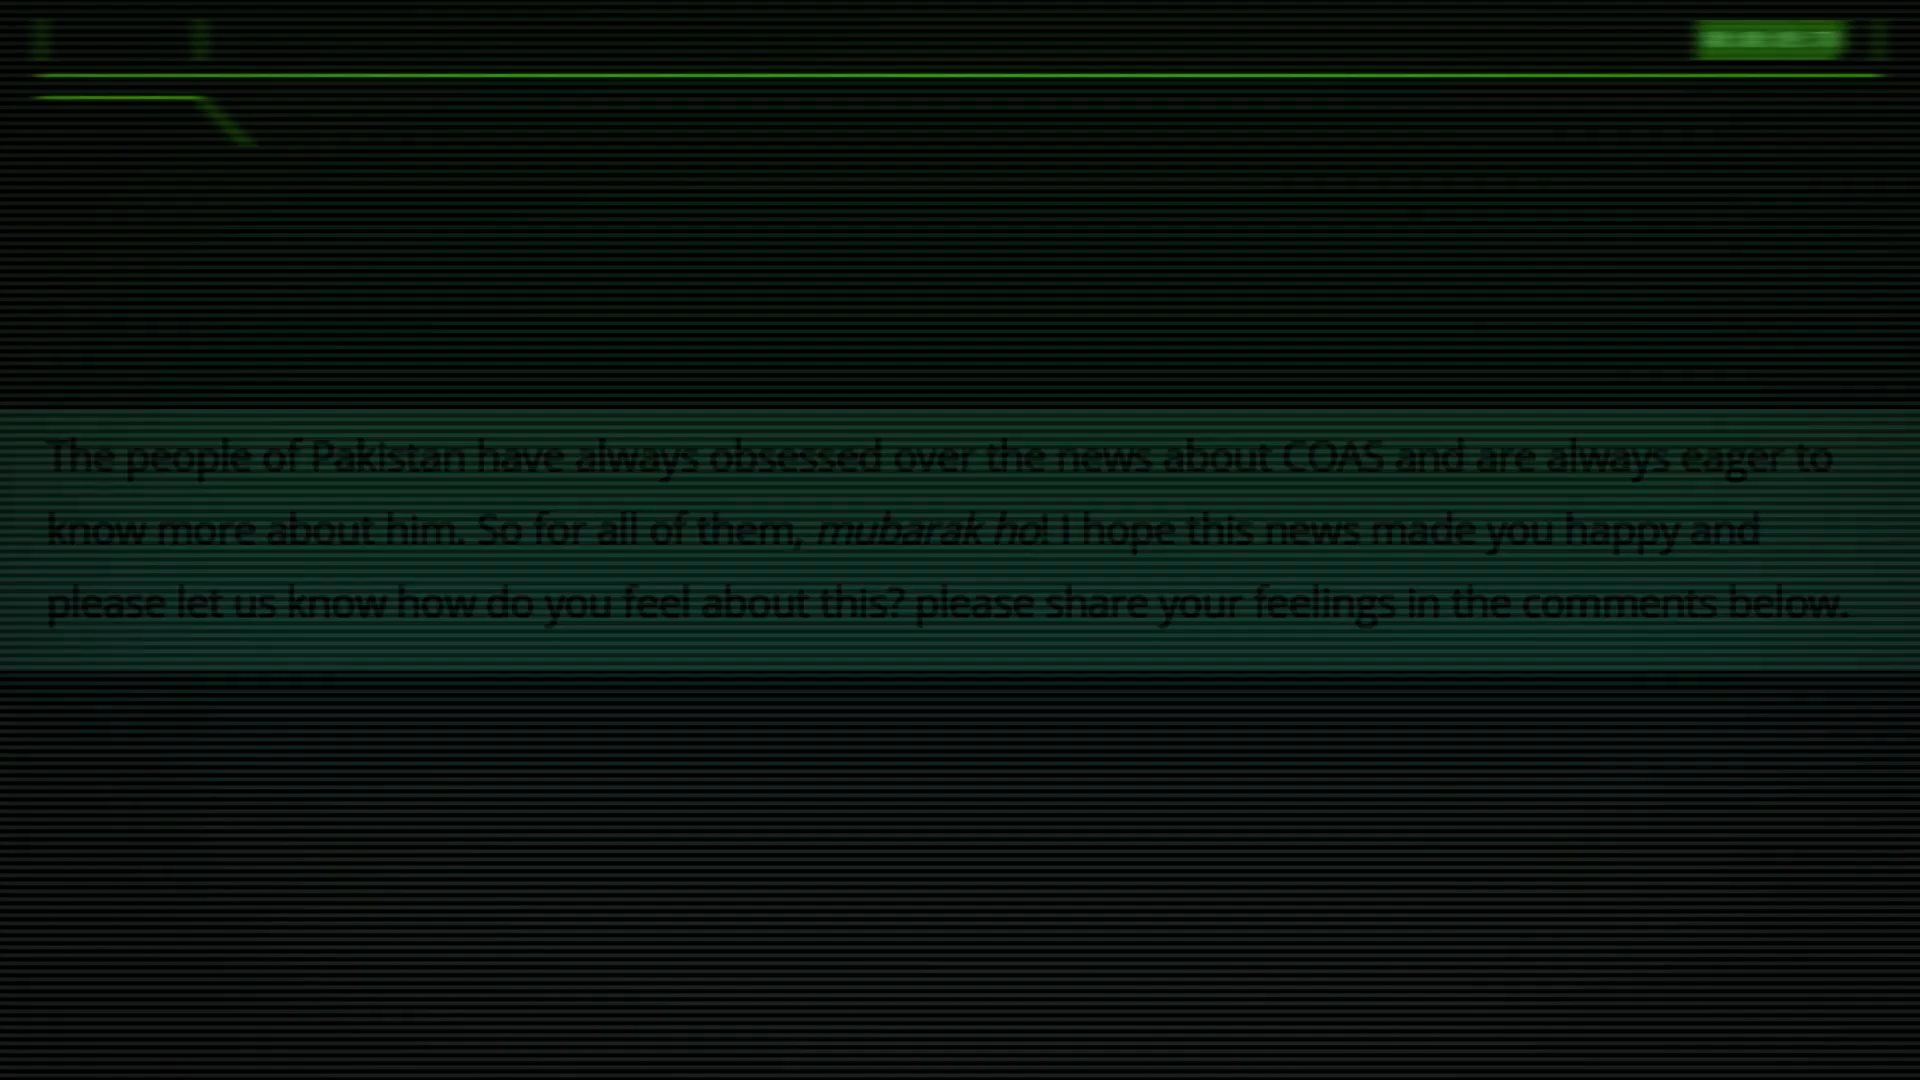 The people of Pakistan have always obsessed over the news about COAS and are always eager to
know more about him. So for all of them, mubarak ho! I hope this news made you happy and
please let us know how do you feel about this? please share your feelings in the comments below.